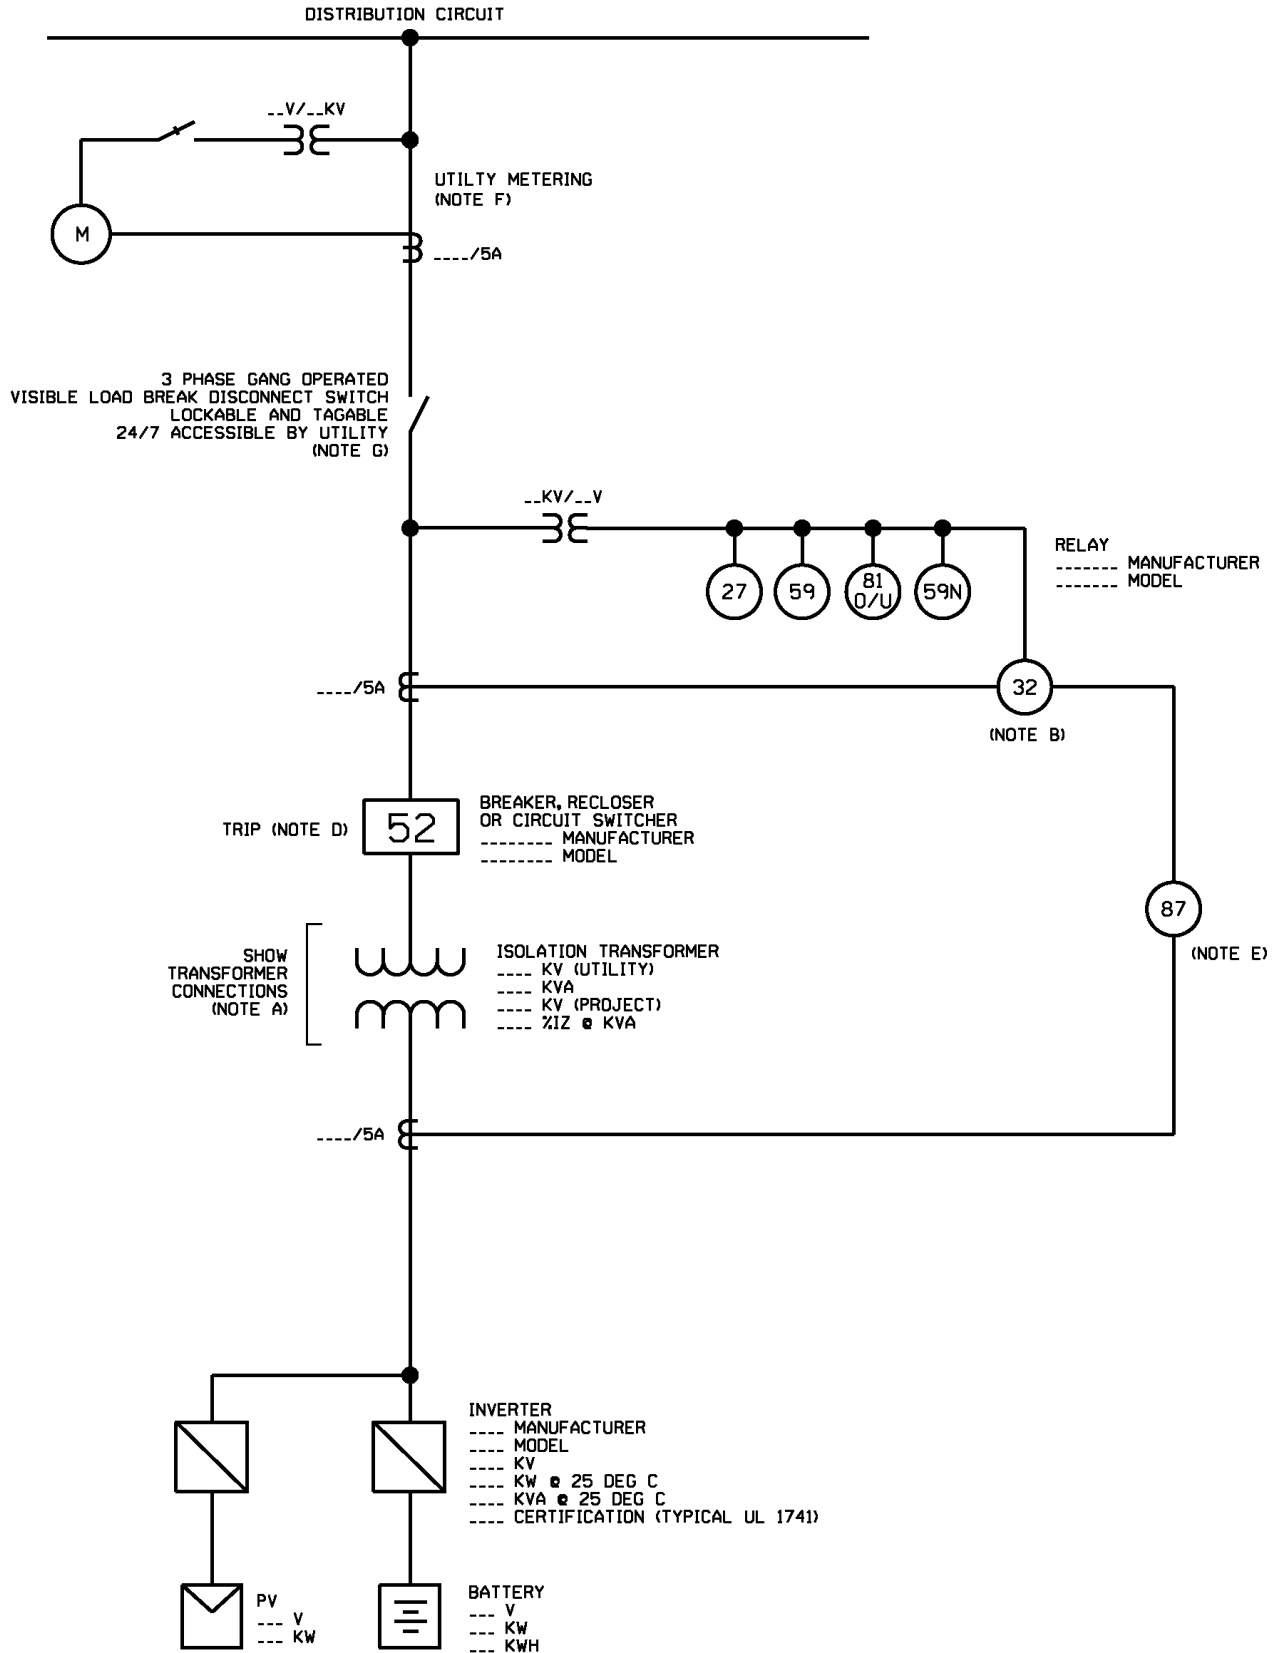 DISTRIBUTION CIRCUIT
__V/__KV
UTILTY METERING
(NOTE F)
M
____/5A
3 PHASE GANG OPERATED
VISIBLE LOAD BREAK DISCONNECT SWITCH
LOCKABLE AND TAGABLE
24/7 ACCESSIBLE BY UTILITY
(NOTE G)
__KV/__V
RELAY
_______ MANUFACTURER
_______ MODEL
27
59
81
O/U
59N
____/5A
32
(NOTE B)
TRIP (NOTE D)
52
BREAKER, RECLOSER
OR CIRCUIT SWITCHER
________ MANUFACTURER
________ MODEL
87
(NOTE E)
SHOW
TRANSFORMER
CONNECTIONS
(NOTE A)
ISOLATION TRANSFORMER
____ KV (UTILITY)
____ KVA
____ KV (PROJECT)
____ %IZ @ KVA
____/5A
INVERTER
____ MANUFACTURER
____ MODEL
____ KV
____ KW @ 25 DEG C
____ KVA @ 25 DEG C
____ CERTIFICATION (TYPICAL UL 1741)
PV
___ V
___ KW
BATTERY
___ V
___ KW
___ KWH